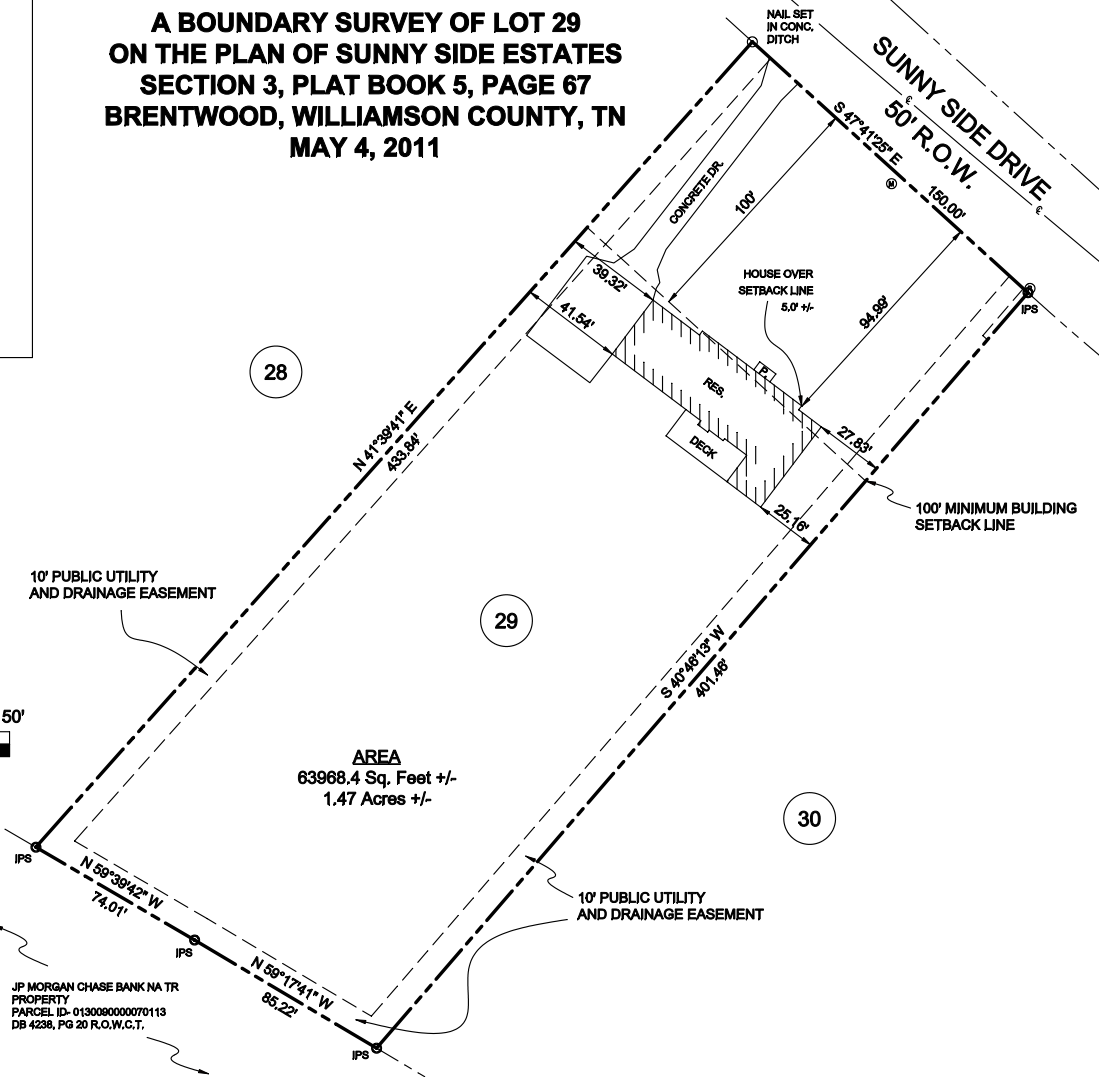 A BOUNDARY SURVEY OF LOT 29
ON THE PLAN OF SUNNY SIDE ESTATES
SECTION 3, PLAT BOOK 5, PAGE 67
BRENTWOOD, WILLIAMSON COUNTY, TN
MAY 4, 2011
NAIL SET
IN CONC.
DITCH
SUNNY SIDE DRIVE
50' R.O.W.
S 47°41'25" E
150.00'
CONCRETE DR.
100'
94.99'
HOUSE OVER
SETBACK LINE
5.0' +/-
IPS
39.32'
41.54'
28
P.
RES.
DECK
27.83'
25.16'
100' MINIMUM BUILDING
SETBACK LINE
N 41°39'41" E
433.84'
10' PUBLIC UTILITY
AND DRAINAGE EASEMENT
29
S 40°46'13" W
401.46'
50'
AREA
63968.4 Sq. Feet +/-
1.47 Acres +/-
30
IPS
N 59°39'42" W
74.01'
IPS
N 59°17'41" W
85.22'
IPS
10' PUBLIC UTILITY
AND DRAINAGE EASEMENT
JP MORGAN CHASE BANK NA TR
PROPERTY
PARCEL ID- 0130090000070113
DB 4238, PG 20 R.O.W.C.T.